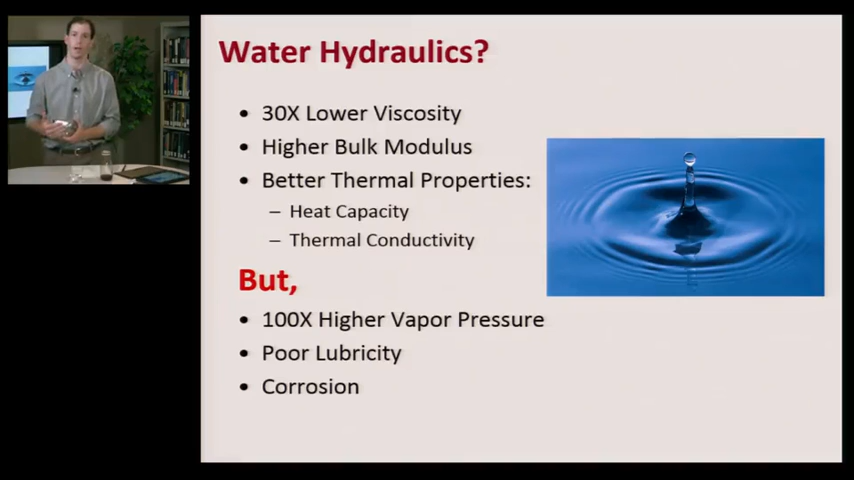 Water Hydraulics?
• 30X Lower Viscosity
• Higher Bulk Modulus
• Better Thermal Properties:
– Heat Capacity
– Thermal Conductivity
But,
• 100X Higher Vapor Pressure
• Poor Lubricity
• Corrosion